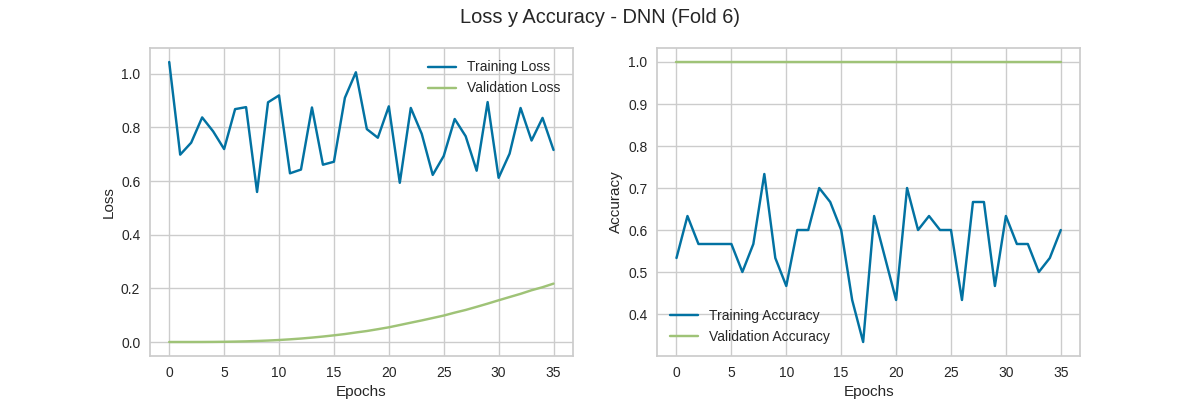 Loss y Accuracy - DNN (Fold 6)
Training Loss
Validation Loss
1.0
0.8
0.6
0.4
0.2
0.0
Loss
0 5 10 15 20 25 30 35
Epochs
1.0
0.9
0.8
0.7
0.6
0.5
0.4
Accuracy
Training Accuracy
Validation Accuracy
0 5 10 15 20 25 30 35
Epochs